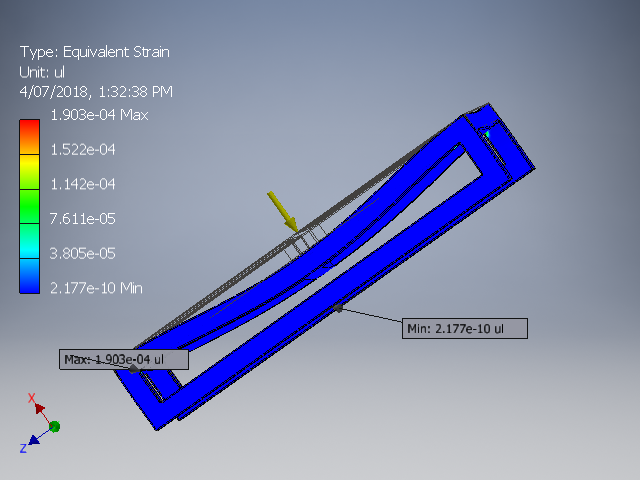 Type: Equivalent Strain
Unit: ul
4/07/2018, 1:32:38 PM
1.903e-04 Max
1.522e-04
1.142e-04
7.611e-05
3.805e-05
2.177e-10 Min
Min: 2.177e-10 ul
Max: 1.903e-04 ul
X
Z